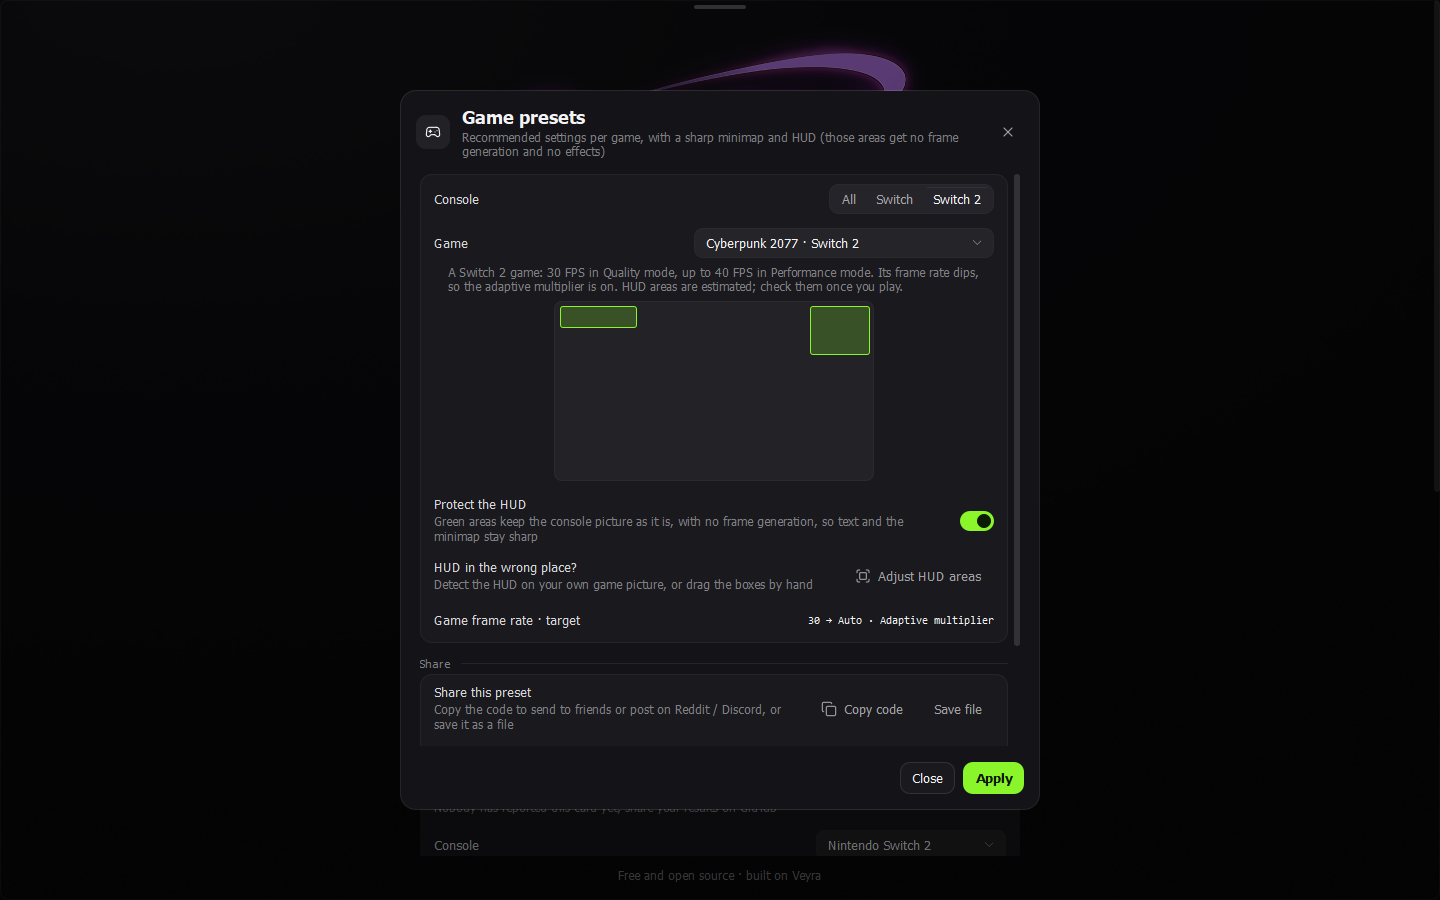 Game presets
Recommended settings per game, with a sharp minimap and HUD (those areas get no frame
generation and no effects)
Console
All Switch Switch 2
Game
Cyberpunk 2077 · Switch 2
A Switch 2 game: 30 FPS in Quality mode, up to 40 FPS in Performance mode. Its frame rate dips,
so the adaptive multiplier is on. HUD areas are estimated; check them once you play.
Protect the HUD
Green areas keep the console picture as it is, with no frame generation, so text and the
minimap stay sharp
HUD in the wrong place?
Detect the HUD on your own game picture, or drag the boxes by hand
Adjust HUD areas
Game frame rate · target
30 → Auto · Adaptive multiplier
Share
Share this preset
Copy the code to send to friends or post on Reddit / Discord, or
save it as a file
Copy code
Save file
Close
Apply
Console
Nintendo Switch 2
Free and open source · built on Veyra